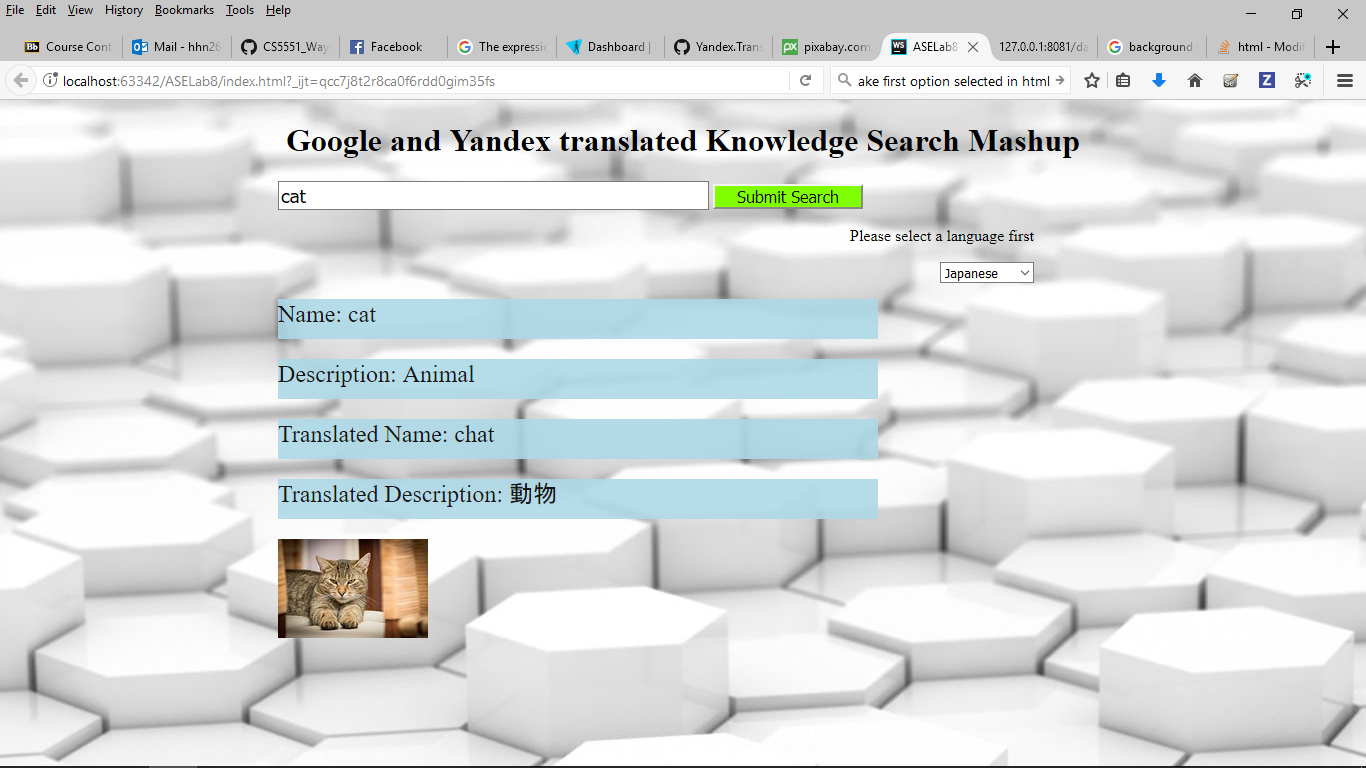 File Edit View History Bookmarks Tools Help
Course Cont
Mail - hhn26
CS5551_Way
Facebook
The expressio
Dashboard |
Yandex.Trans
pixabay.com
ASELab8
127.0.0.1:8081/da
background
html - Modif
localhost:63342/ASELab8/index.html?_ijt=qcc7j8t2r8ca0f6rdd0gim35fs
ake first option selected in html
Google and Yandex translated Knowledge Search Mashup
cat
Submit Search
Please select a language first
Japanese
Name: cat
Description: Animal
Translated Name: chat
Translated Description: 動物